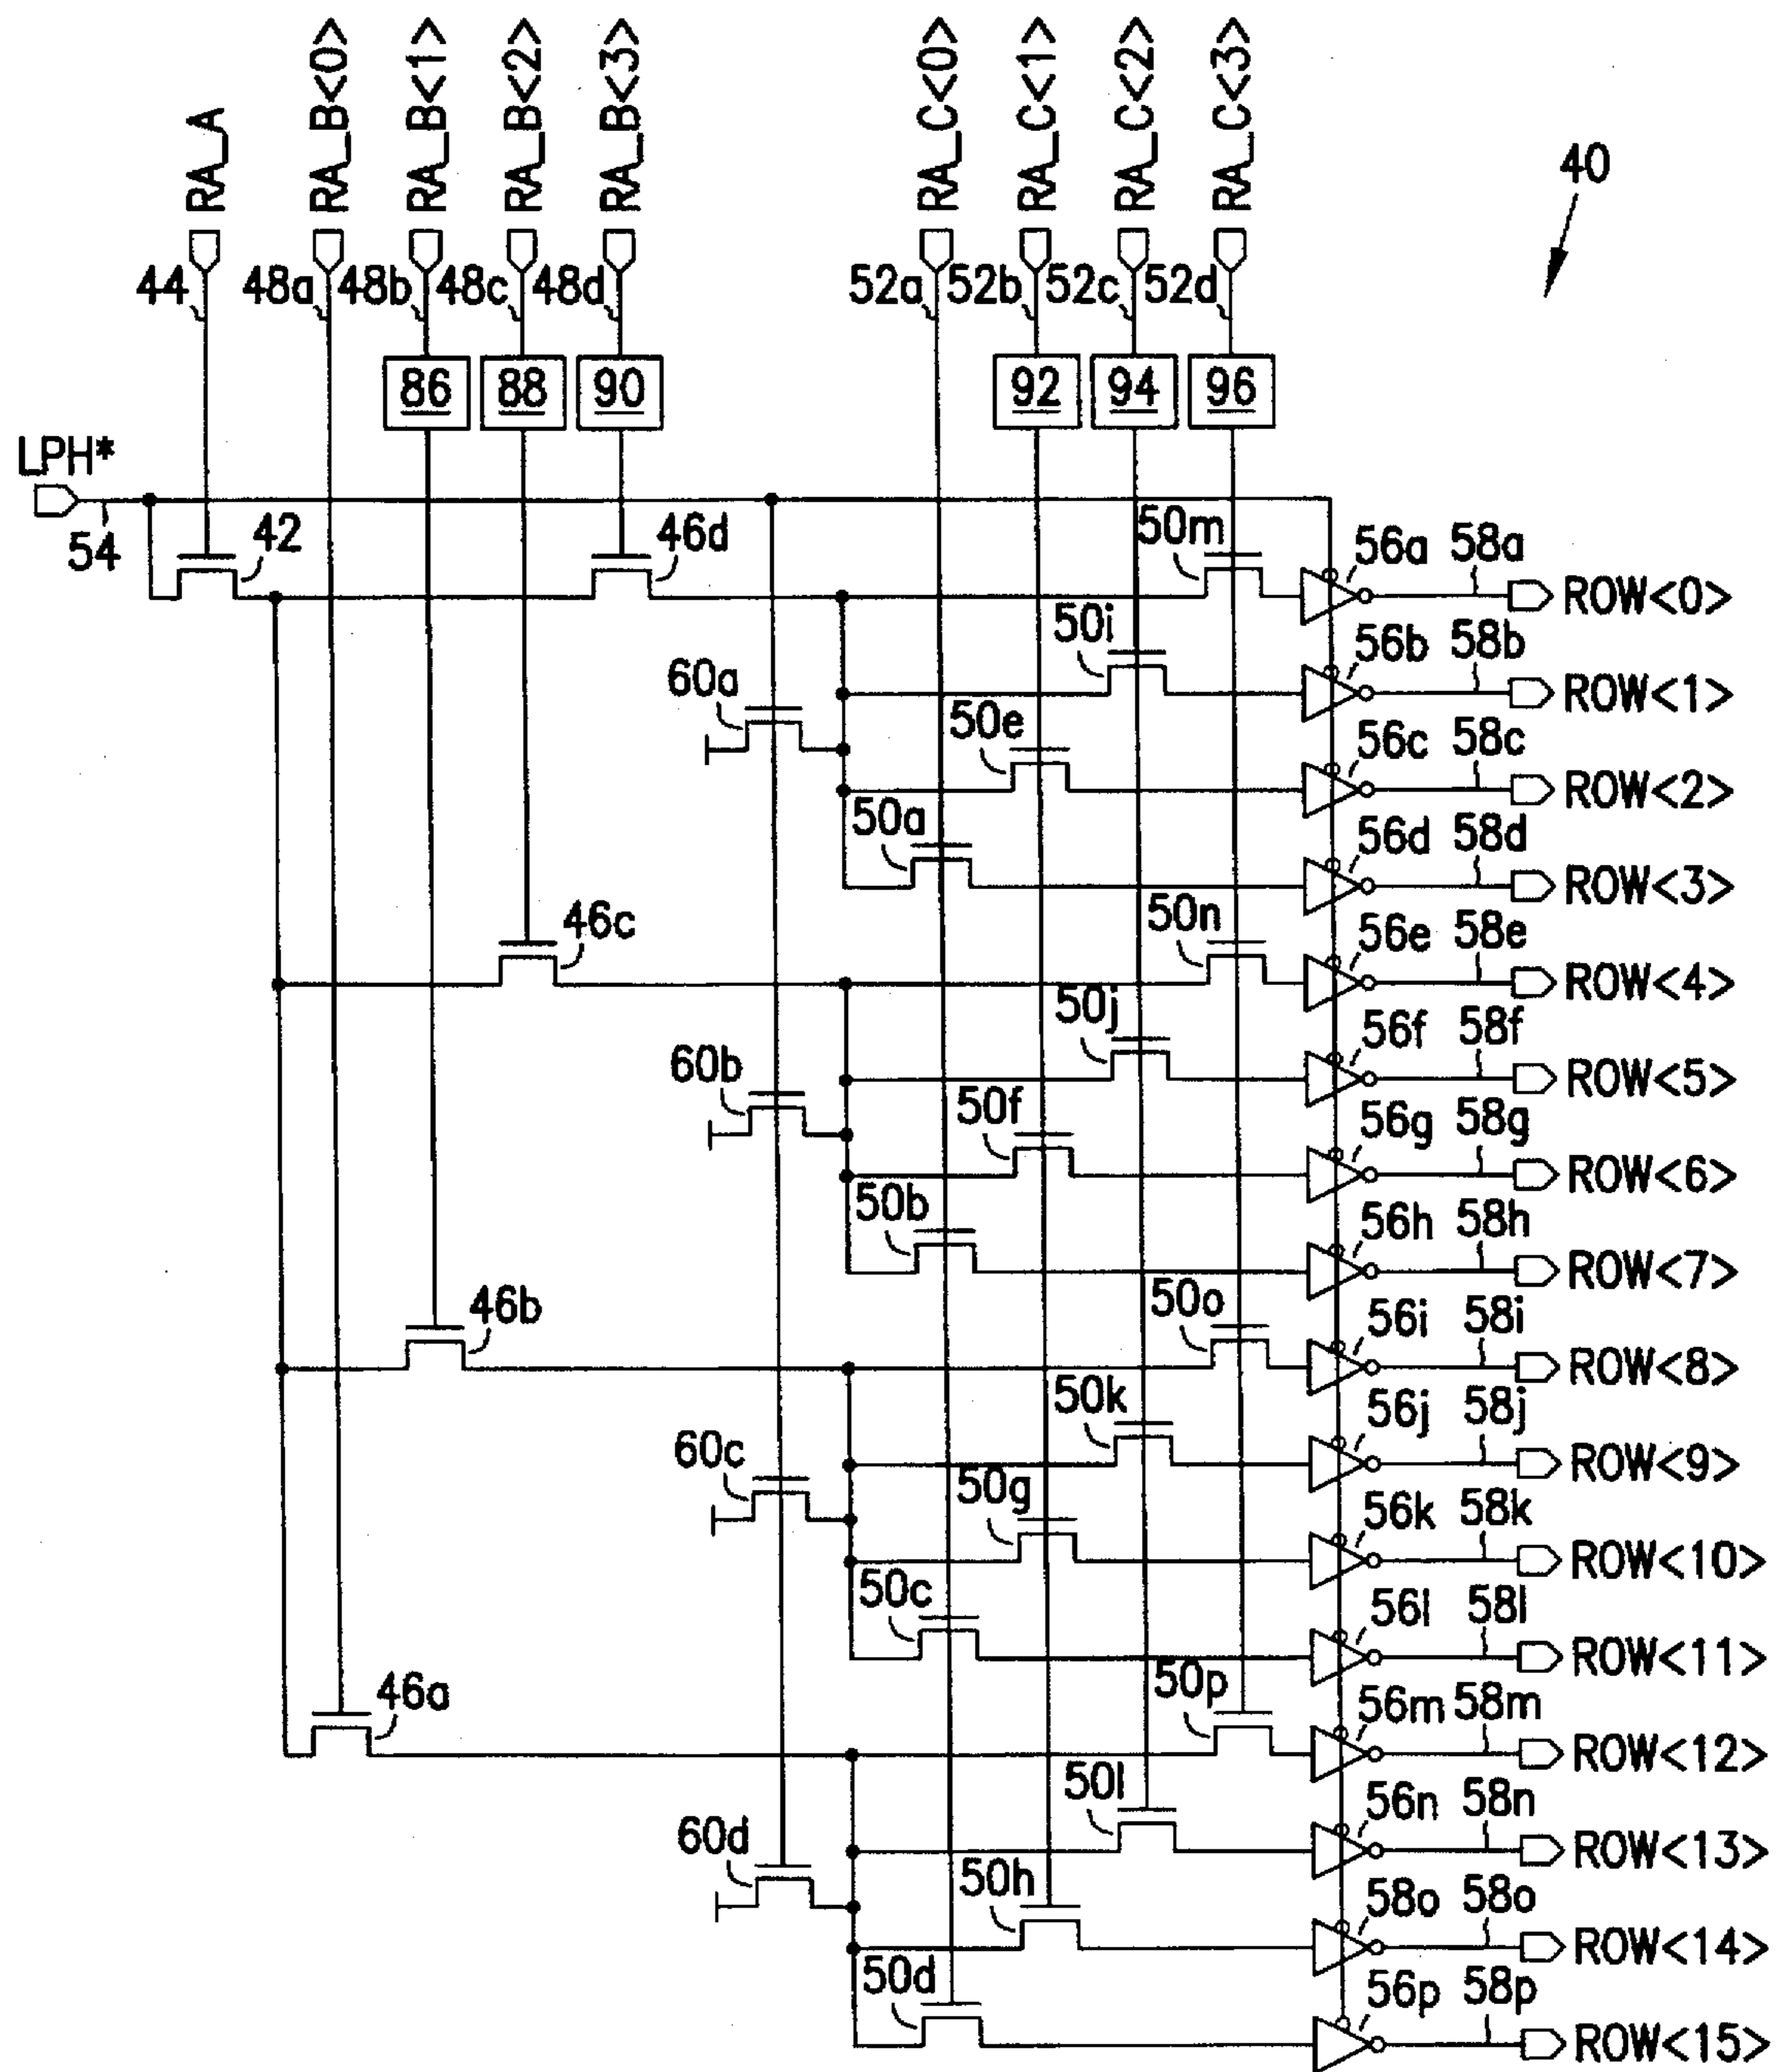 RA_A
RA_B<0>
RA_B<1>
RA_B<2>
RA_B<3>
RA_C<0>
RA_C<1>
RA_C<2>
RA_C<3>
40
44
48a
48b
48c
48d
52a
52b
52c
52d
86
88
90
92
94
96
LPH*
54
42
46d
50m
56a
58a
ROW<0>
50i
56b
58b
ROW<1>
60a
50e
56c
58c
ROW<2>
50a
56d
58d
ROW<3>
46c
50n
56e
58e
ROW<4>
50j
56f
58f
ROW<5>
60b
50f
56g
58g
ROW<6>
50b
56h
58h
ROW<7>
46b
50o
56i
58i
ROW<8>
50k
56j
58j
ROW<9>
60c
50g
56k
58k
ROW<10>
50c
56l
58l
ROW<11>
46a
50p
56m
58m
ROW<12>
50l
56n
58n
ROW<13>
60d
50h
58o
58o
ROW<14>
50d
56p
58p
ROW<15>